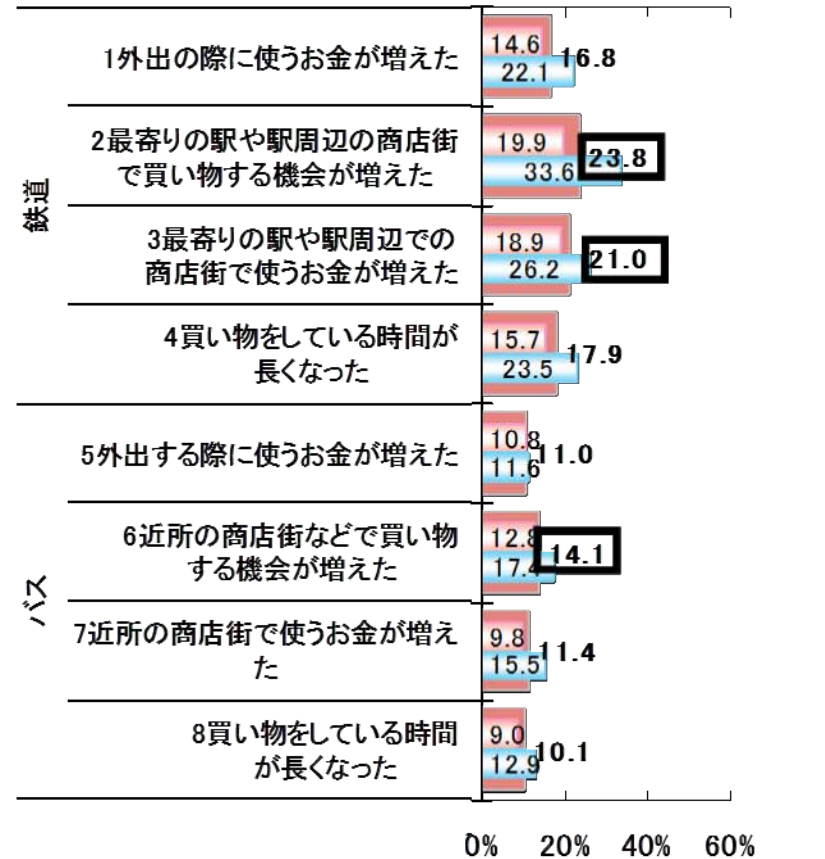 鉄道
1外出の際に使うお金が増えた
14.6
22.1
16.8
2最寄りの駅や駅周辺の商店街
で買い物する機会が増えた
19.9
33.6
23.8
3最寄りの駅や駅周辺での
商店街で使うお金が増えた
18.9
26.2
21.0
4買い物をしている時間が
長くなった
15.7
23.5
17.9
バス
5外出する際に使うお金が増えた
10.8
11.6
11.0
6近所の商店街などで買い物
する機会が増えた
12.8
17.4
14.1
7近所の商店街で使うお金が増え
た
9.8
15.5
11.4
8買い物をしている時間
が長くなった
9.0
12.9
10.1
0% 20% 40% 60%